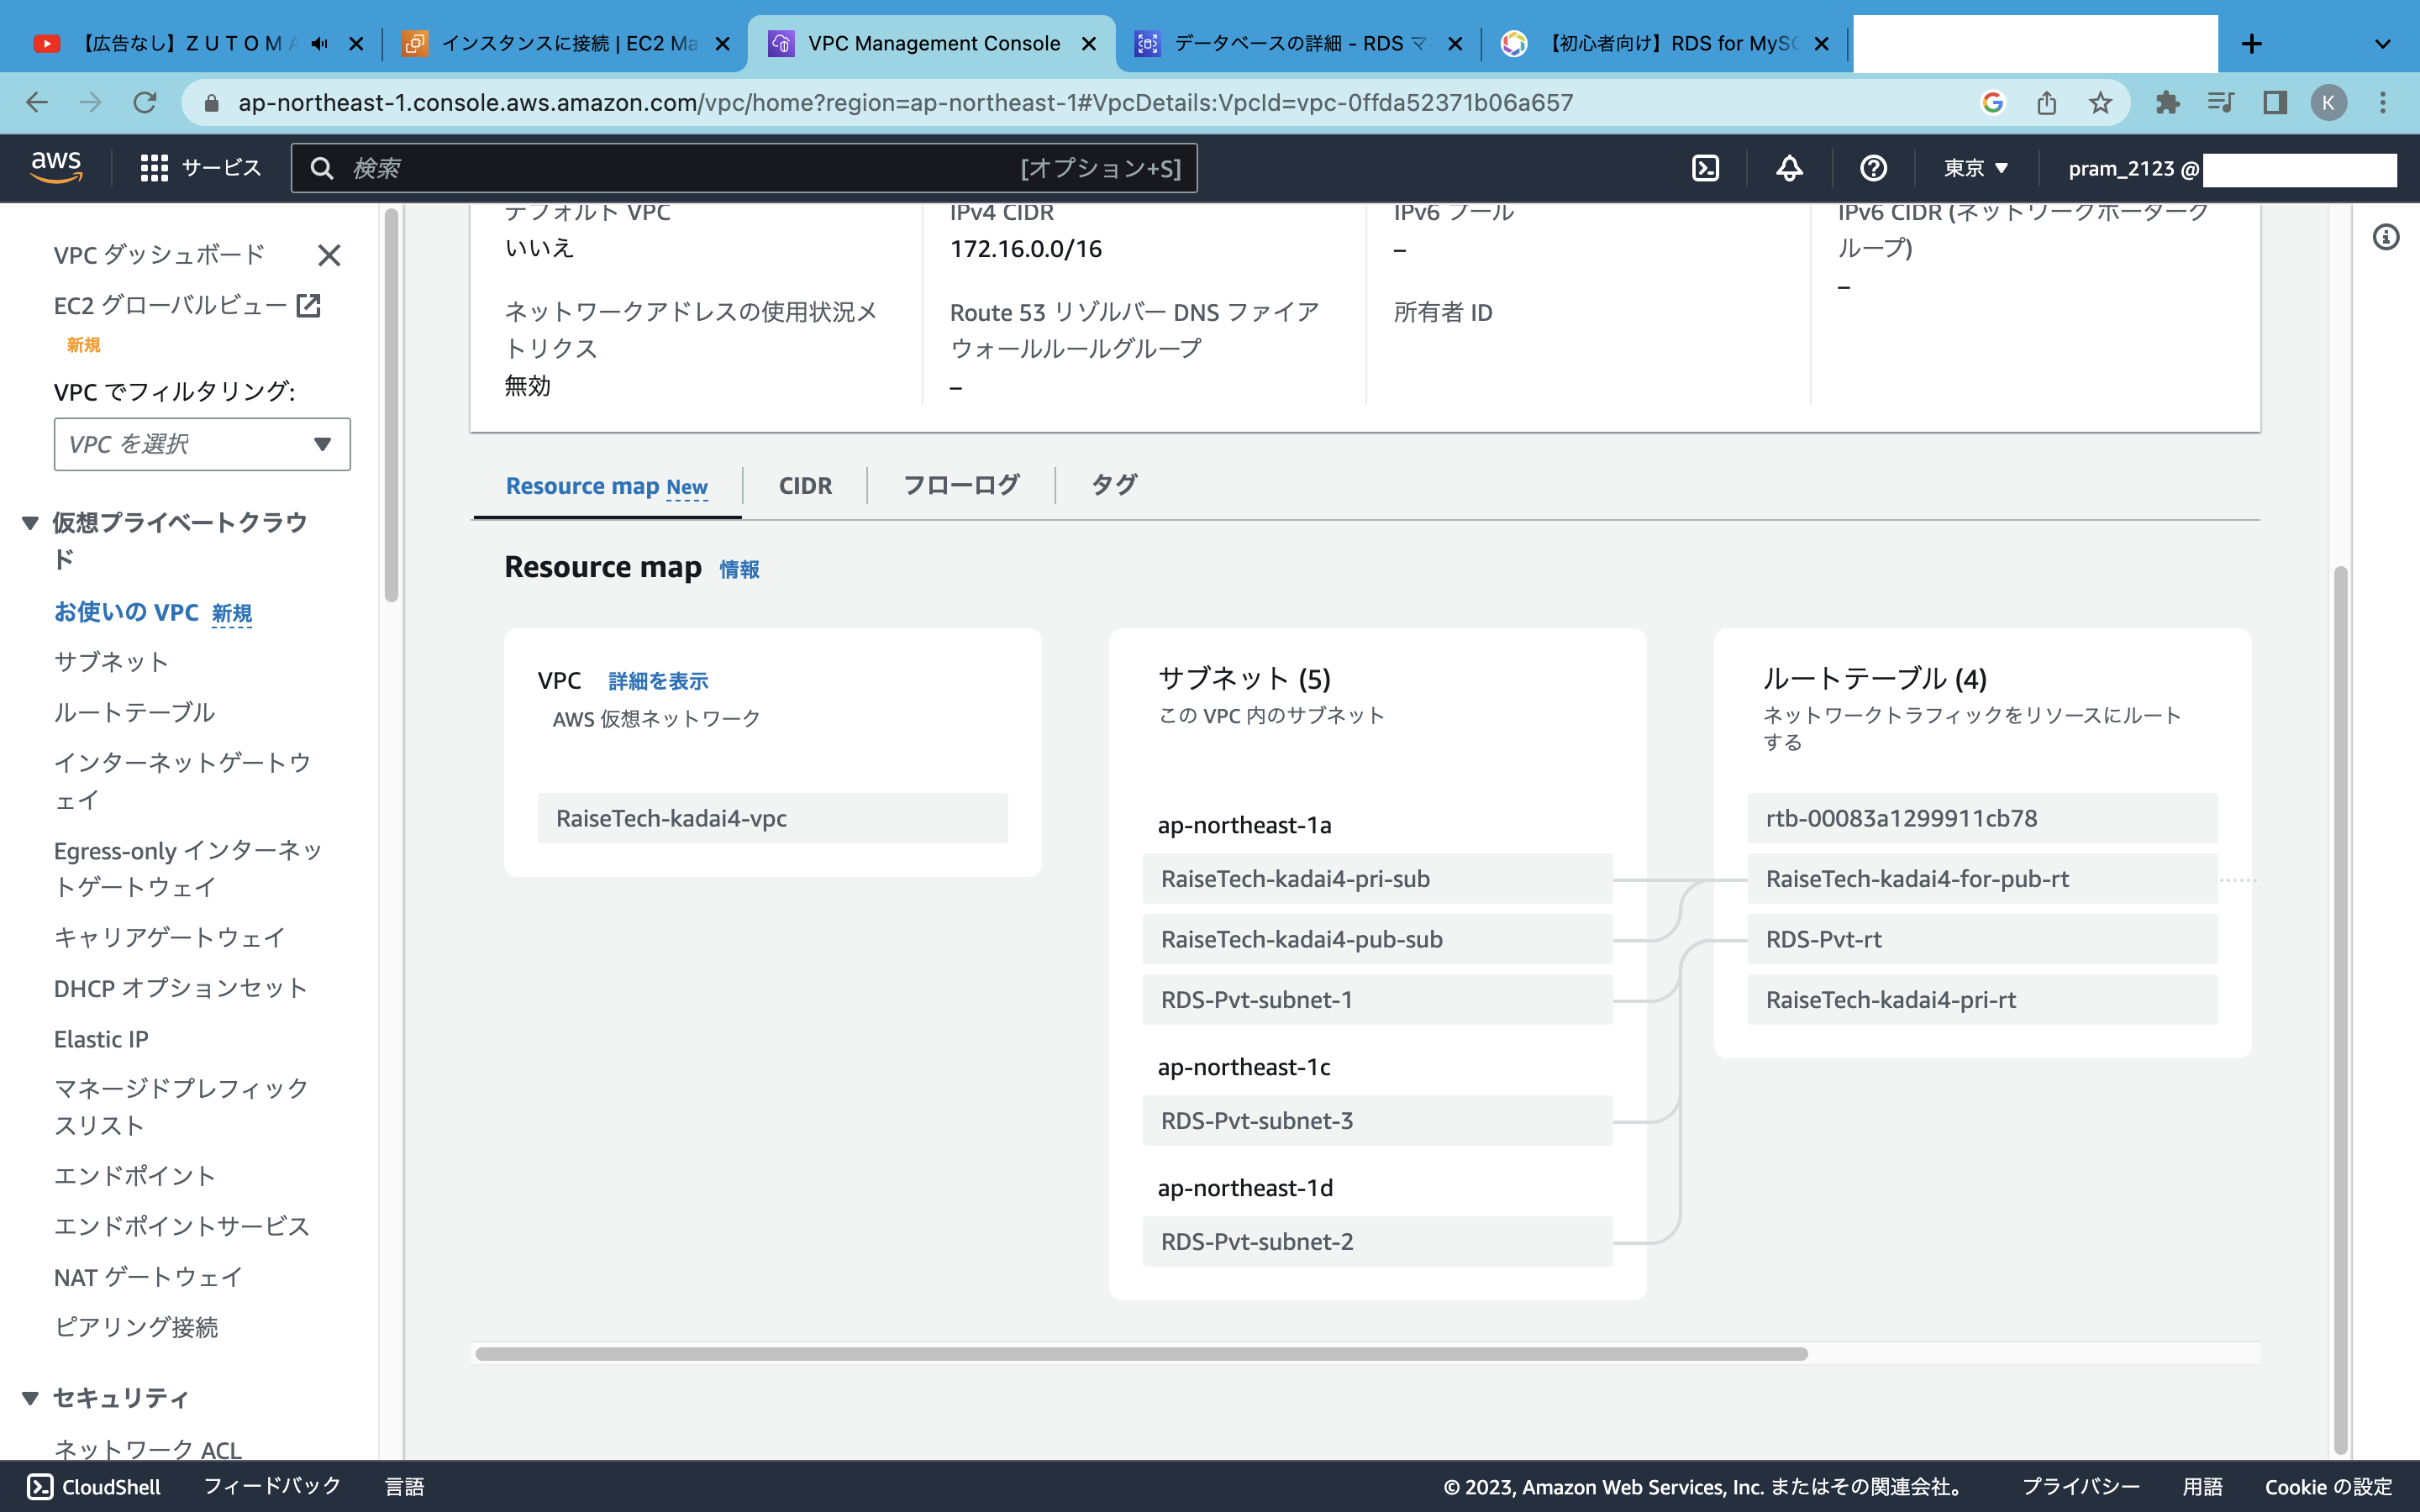 【広告なし】Z U T O M A
インスタンスに接続 | EC2 Ma
VPC Management Console
データベースの詳細 - RDS マ
【初心者向け】RDS for MySQ
ap-northeast-1.console.aws.amazon.com/vpc/home?region=ap-northeast-1#VpcDetails:VpcId=vpc-0ffda52371b06a657
K
aws
サービス
検索
[オプション+S]
東京
pram_2123 @
VPC ダッシュボード
EC2 グローバルビュー
新規
VPC でフィルタリング:
VPC を選択
仮想プライベートクラウ
ド
お使いの VPC 新規
サブネット
ルートテーブル
インターネットゲートウ
ェイ
Egress-only インターネッ
トゲートウェイ
キャリアゲートウェイ
DHCP オプションセット
Elastic IP
マネージドプレフィック
スリスト
エンドポイント
エンドポイントサービス
NAT ゲートウェイ
ピアリング接続
セキュリティ
ネットワーク ACL
デフォルト VPC
いいえ
IPv4 CIDR
172.16.0.0/16
IPv6 プール
–
IPv6 CIDR (ネットワークボーダーグ
ループ)
–
ネットワークアドレスの使用状況メ
トリクス
無効
Route 53 リゾルバー DNS ファイア
ウォールルールグループ
–
所有者 ID
Resource map New
CIDR
フローログ
タグ
Resource map 情報
VPC 詳細を表示
AWS 仮想ネットワーク
RaiseTech-kadai4-vpc
サブネット (5)
この VPC 内のサブネット
ap-northeast-1a
RaiseTech-kadai4-pri-sub
RaiseTech-kadai4-pub-sub
RDS-Pvt-subnet-1
ap-northeast-1c
RDS-Pvt-subnet-3
ap-northeast-1d
RDS-Pvt-subnet-2
ルートテーブル (4)
ネットワークトラフィックをリソースにルート
する
rtb-00083a1299911cb78
RaiseTech-kadai4-for-pub-rt
RDS-Pvt-rt
RaiseTech-kadai4-pri-rt
CloudShell
フィードバック
言語
© 2023, Amazon Web Services, Inc. またはその関連会社。
プライバシー
用語
Cookie の設定